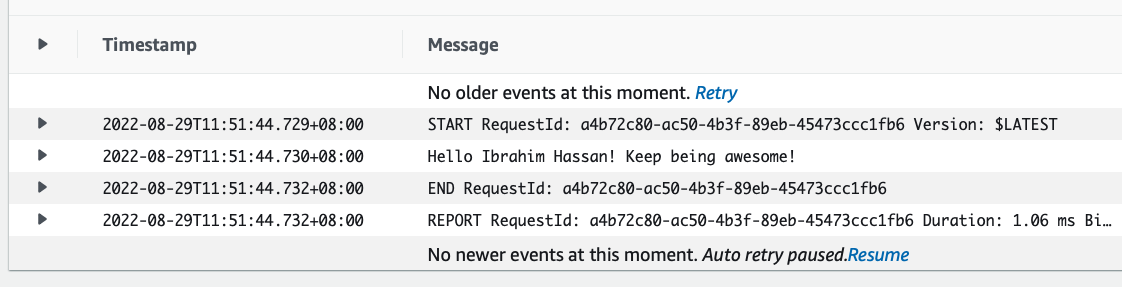 Timestamp Message
No older events at this moment. Retry
2022-08-29T11:51:44.729+08:00 START RequestId: a4b72c80-ac50-4b3f-89eb-45473ccc1fb6 Version: $LATEST
2022-08-29T11:51:44.730+08:00 Hello Ibrahim Hassan! Keep being awesome!
2022-08-29T11:51:44.732+08:00 END RequestId: a4b72c80-ac50-4b3f-89eb-45473ccc1fb6
2022-08-29T11:51:44.732+08:00 REPORT RequestId: a4b72c80-ac50-4b3f-89eb-45473ccc1fb6 Duration: 1.06 ms Bi…
No newer events at this moment. Auto retry paused.Resume